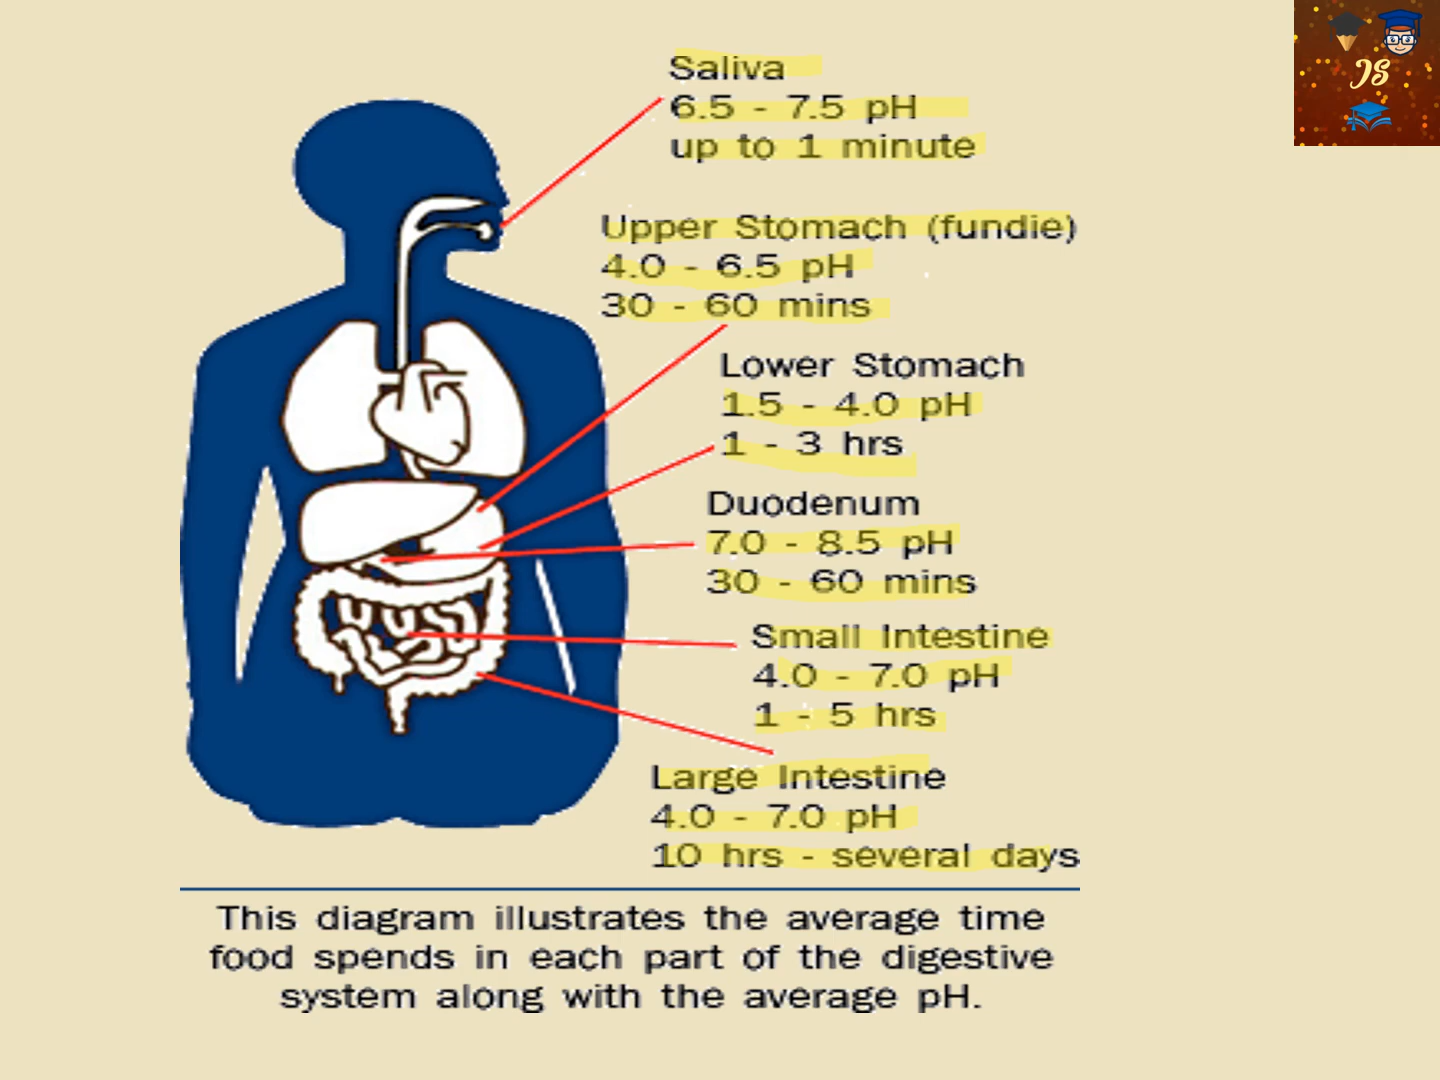 JS
Saliva
6.5 - 7.5 pH
up to 1 minute
Upper Stomach (fundie)
4.0 - 6.5 pH
30 - 60 mins
Lower Stomach
1.5 - 4.0 pH
1 - 3 hrs
Duodenum
7.0 - 8.5 pH
30 - 60 mins
Small Intestine
4.0 - 7.0 pH
1 - 5 hrs
Large Intestine
4.0 - 7.0 pH
10 hrs - several days
This diagram illustrates the average time
food spends in each part of the digestive
system along with the average pH.